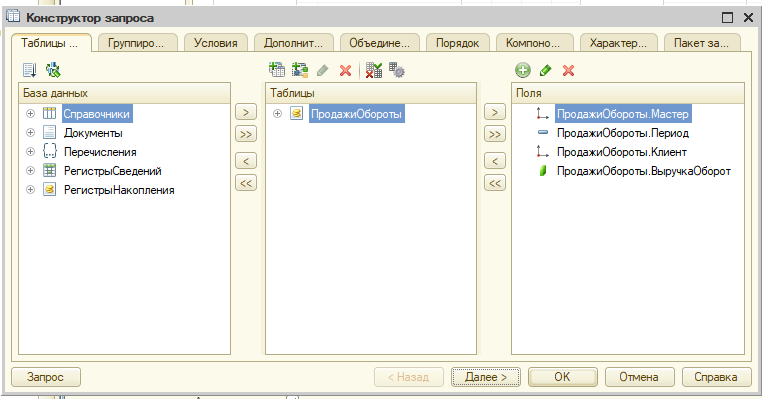 Конструктор запроса
Таблицы ...
Группиро...
Условия
Дополнит...
Объедине...
Порядок
Компоно...
Характер...
Пакет за...
База данных
Справочники
Документы
Перечисления
РегистрыСведений
РегистрыНакопления
>
>>
<
<<
Таблицы
ПродажиОбороты
>
>>
<
<<
Поля
ПродажиОбороты.Мастер
ПродажиОбороты.Период
ПродажиОбороты.Клиент
ПродажиОбороты.ВыручкаОборот
Запрос
< Назад
Далее >
OK
Отмена
Справка